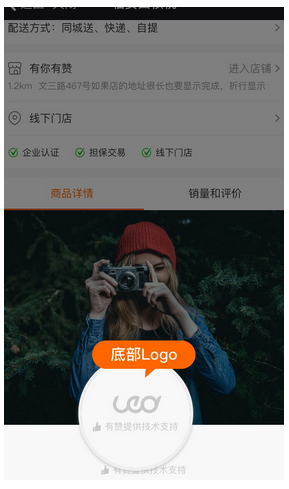 配送方式：同城送、快递、自提
有你有赞 进入店铺
1.2km 文三路467号如果店的地址很长也要显示完成，折行显示
线下门店
企业认证 担保交易 线下门店
商品详情 销量和评价
底部Logo
有赞提供技术支持
有赞提供技术支持